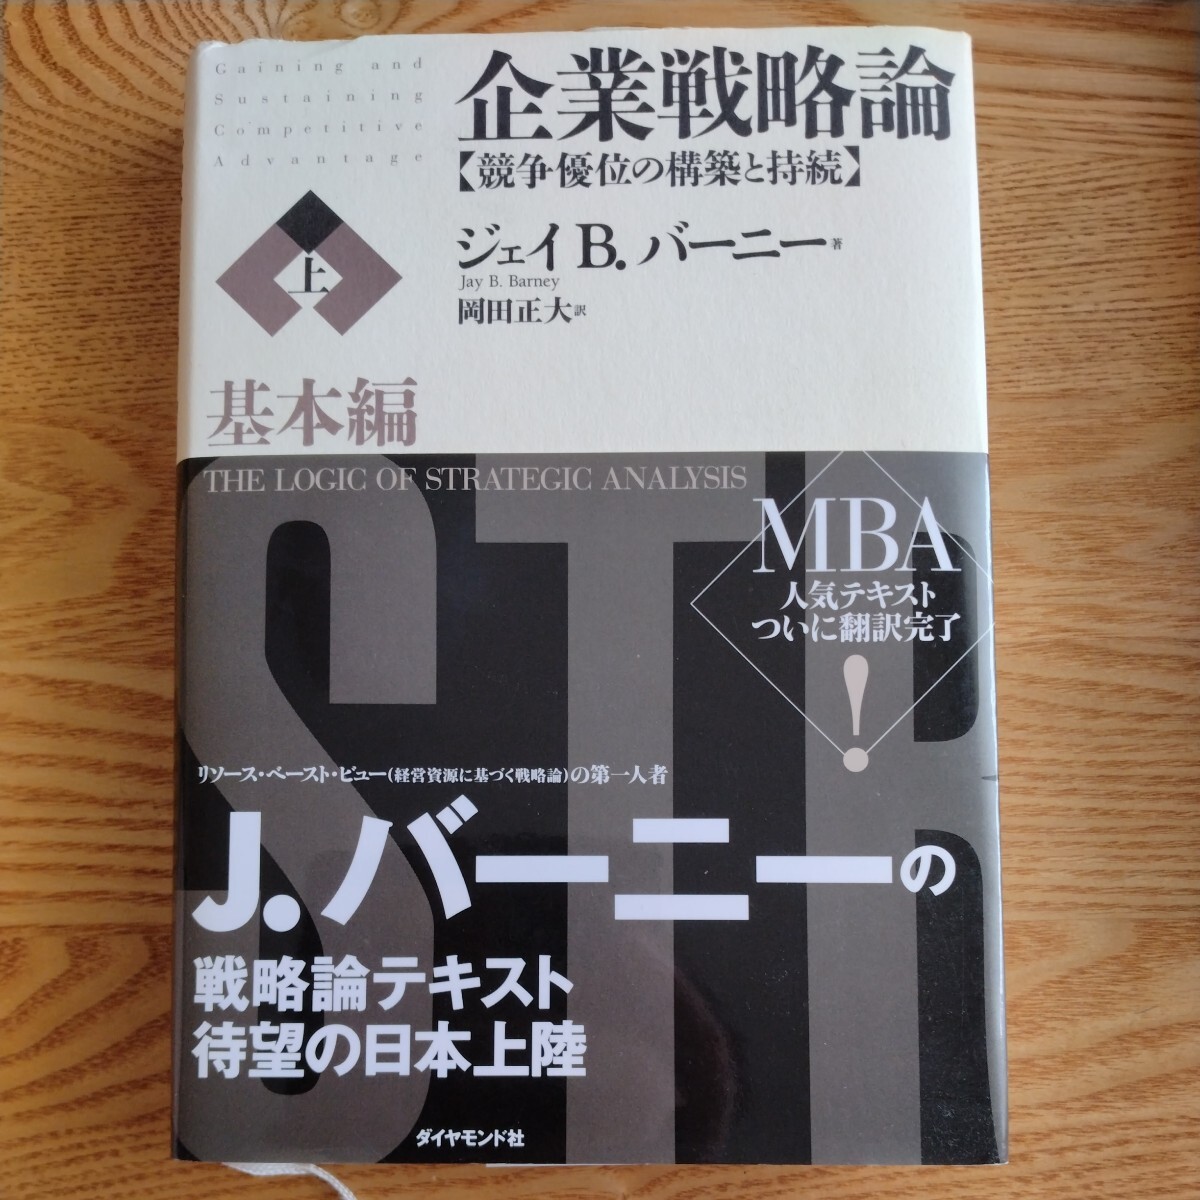 Gaining and
Sustaining
Competitive
Advantage
企業戦略論
【競争優位の構築と持続】
上
ジェイ B. バーニー 著
Jay B. Barney
岡田正大 訳
基本編
THE LOGIC OF STRATEGIC ANALYSIS
STR
MBA
人気テキスト
ついに翻訳完了
!
リソース・ベースト・ビュー(経営資源に基づく戦略論)の第一人者
J.バーニーの
戦略論テキスト
待望の日本上陸
ダイヤモンド社